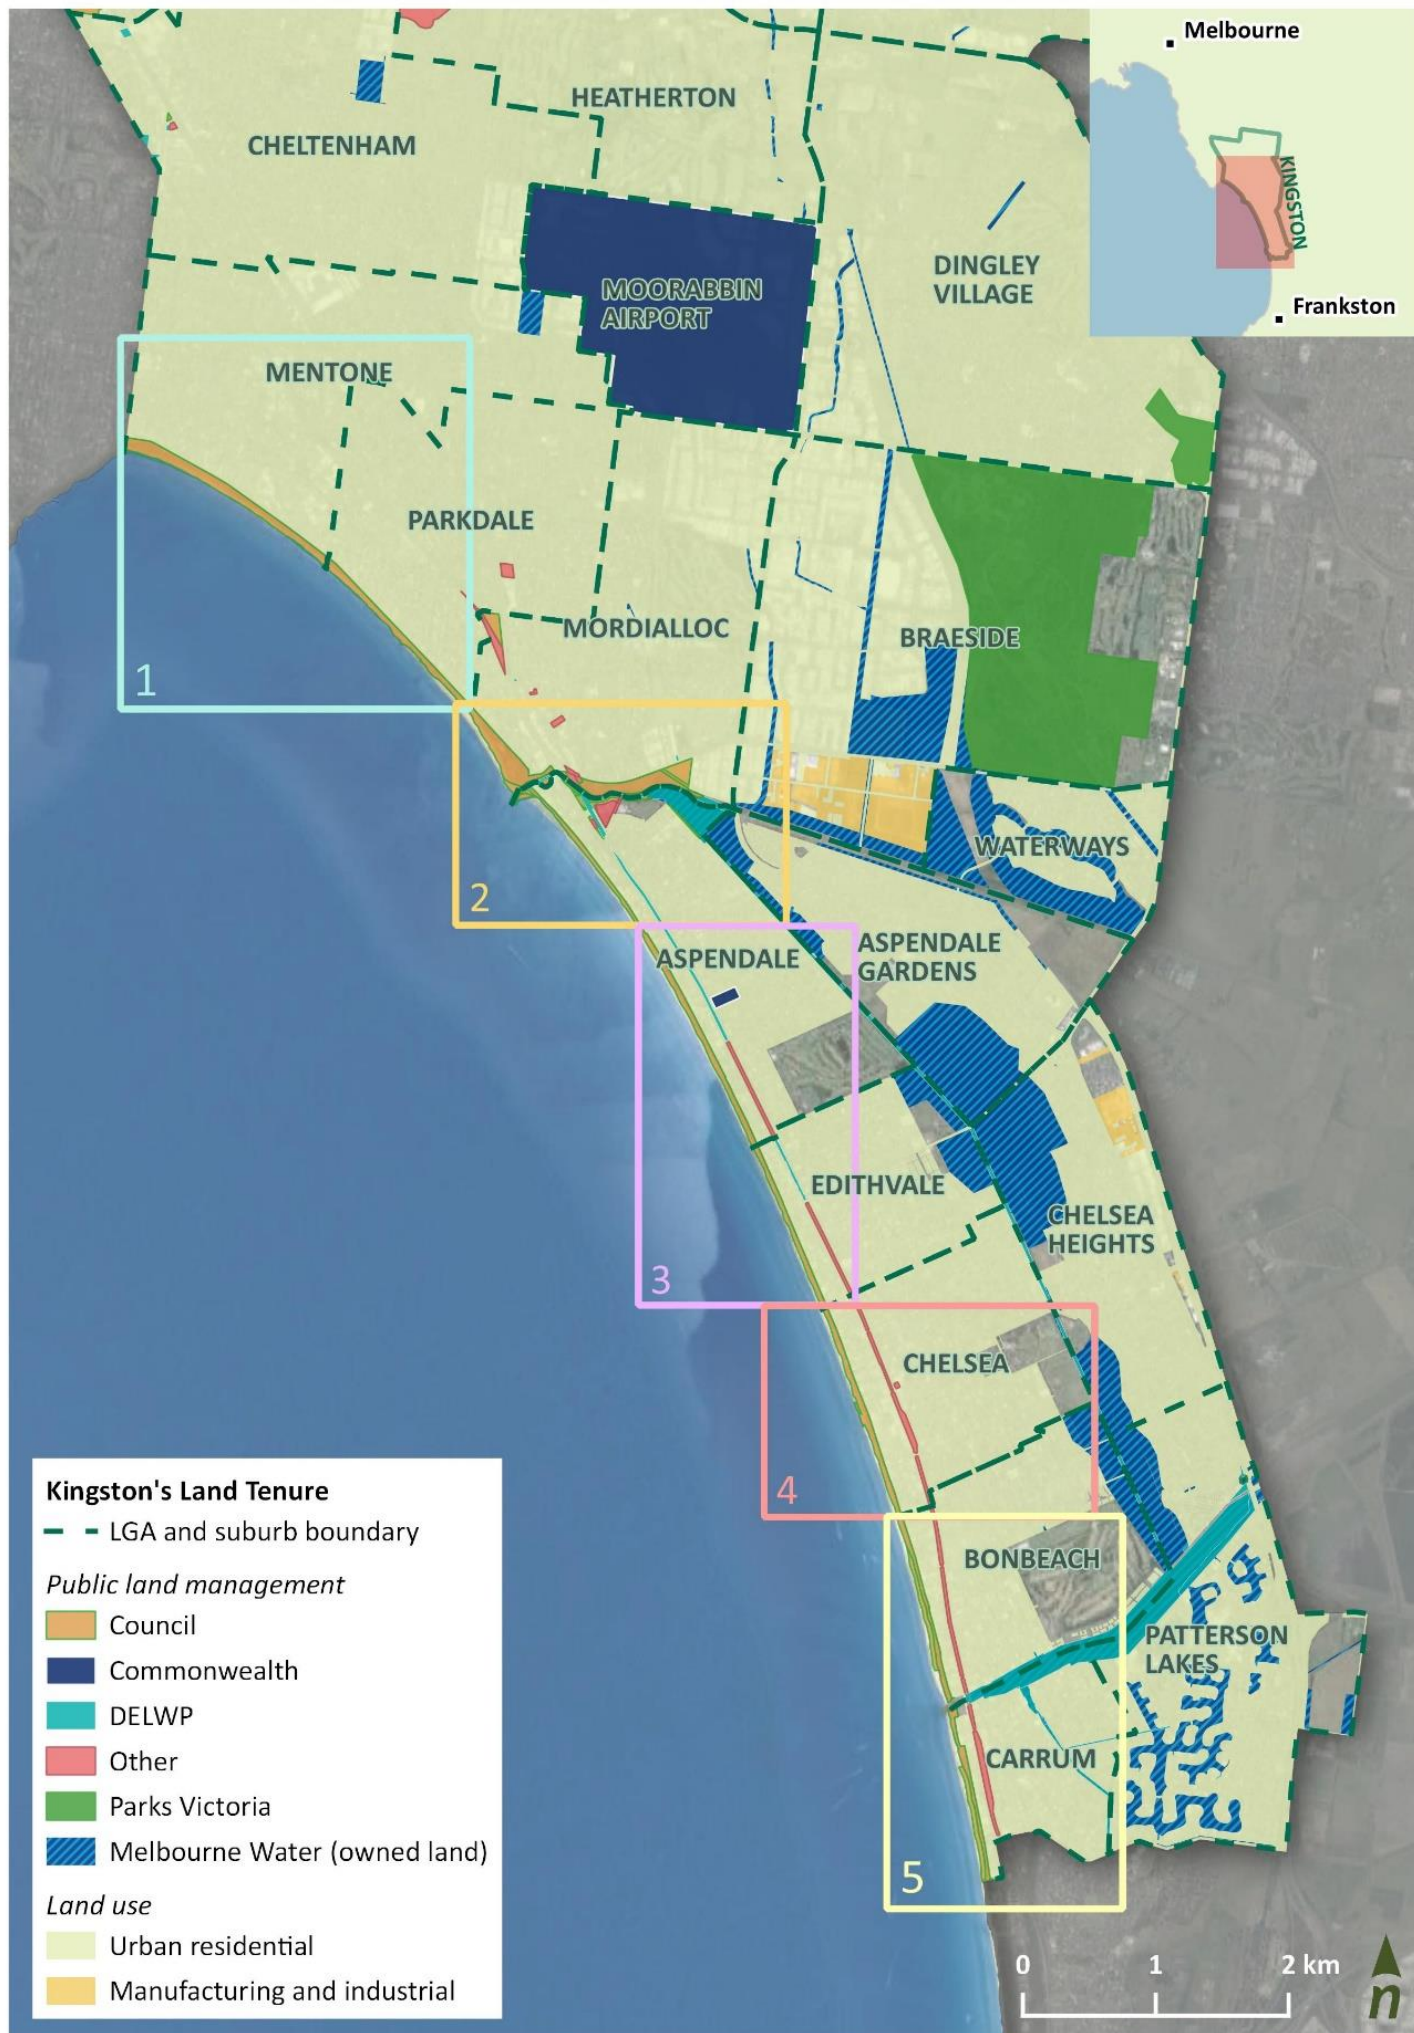 Melbourne
KINGSTON
Frankston
HEATHERTON
CHELTENHAM
DINGLEY
VILLAGE
MOORABBIN
AIRPORT
MENTONE
PARKDALE
MORDIALLOC
BRAESIDE
1
WATERWAYS
2
ASPENDALE
ASPENDALE
GARDENS
EDITHVALE
CHELSEA
HEIGHTS
3
CHELSEA
4
BONBEACH
PATTERSON
LAKES
CARRUM
5
Kingston's Land Tenure
LGA and suburb boundary
Public land management
Council
Commonwealth
DELWP
Other
Parks Victoria
Melbourne Water (owned land)
Land use
Urban residential
Manufacturing and industrial
0 1 2 km
n